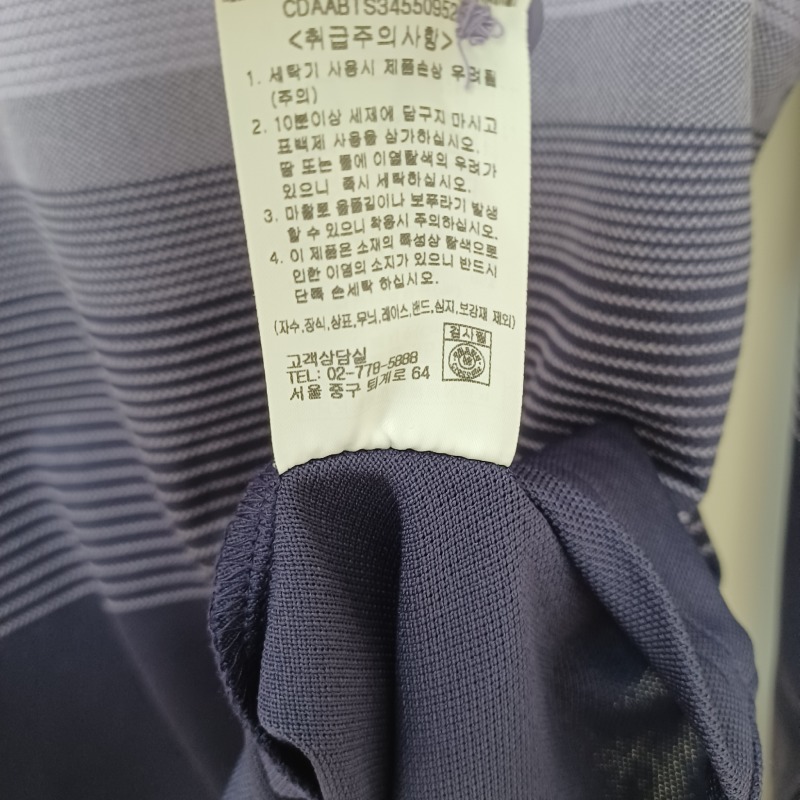 CDAABTS34550952
<취급주의사항>
1. 세탁기 사용시 제품손상 우려됨
(주의)
2. 10분이상 세제에 담구지 마시고
표백제 사용을 삼가하십시오.
땀 또는 물에 이염탈색의 우려가
있으니 즉시 세탁하십시오.
3. 마찰로 올뜯김이나 보푸라기 발생
할 수 있으니 착용시 주의하십시오.
4. 이 제품은 소재의 특성상 탈색으로
인한 이염의 소지가 있으니 반드시
단독 손세탁 하십시오.
(자수,장식,상표,무늬,레이스,밴드,심지,보강재 제외)
검사필
고객상담실
TEL: 02-778-5888
서울 중구 퇴계로 64